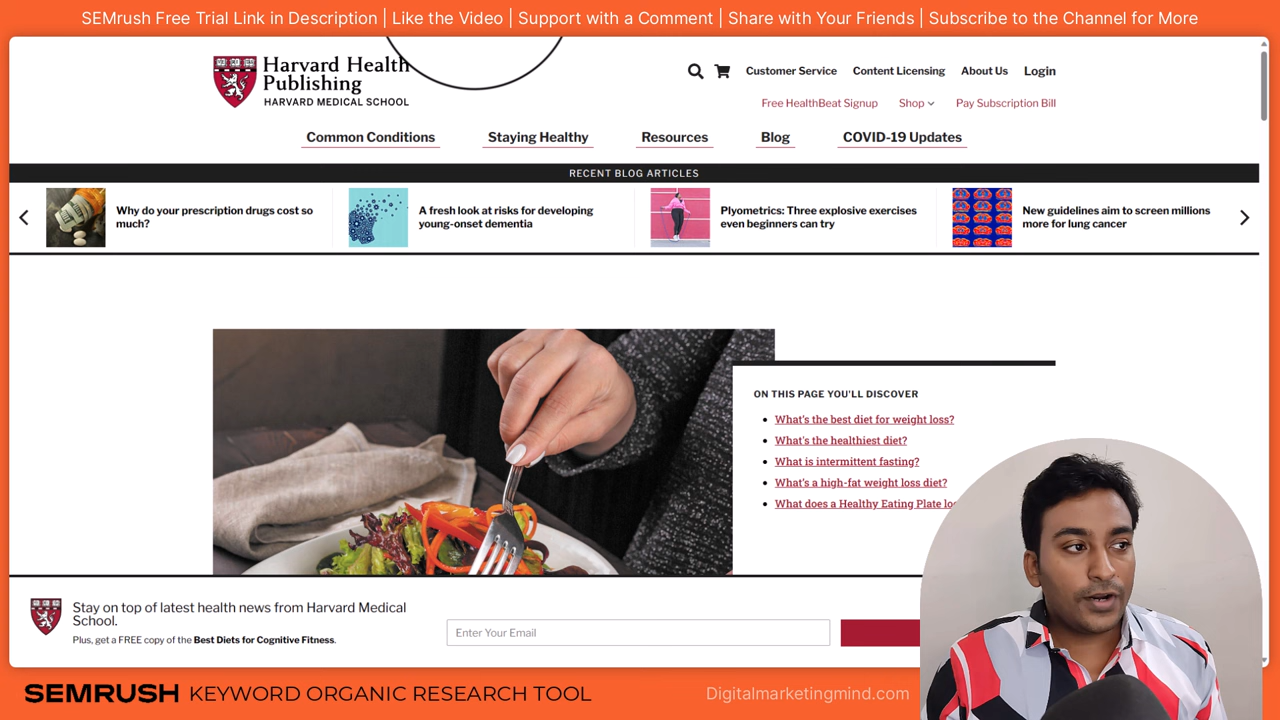 SEMrush Free Trial Link in Description | Like the Video | Support with a Comment | Share with Your Friends | Subscribe to the Channel for More
Harvard Health
Publishing
HARVARD MEDICAL SCHOOL
Customer Service
Content Licensing
About Us
Login
Free HealthBeat Signup
Shop
Pay Subscription Bill
Common Conditions
Staying Healthy
Resources
Blog
COVID-19 Updates
RECENT BLOG ARTICLES
Why do your prescription drugs cost so
much?
A fresh look at risks for developing
young-onset dementia
Plyometrics: Three explosive exercises
even beginners can try
New guidelines aim to screen millions
more for lung cancer
ON THIS PAGE YOU'LL DISCOVER
What's the best diet for weight loss?
What's the healthiest diet?
What is intermittent fasting?
What's a high-fat weight loss diet?
What does a Healthy Eating Plate
Stay on top of latest health news from Harvard Medical
School.
Plus, get a FREE copy of the Best Diets for Cognitive Fitness.
Enter Your Email
SEMRUSH KEYWORD ORGANIC RESEARCH TOOL
Digitalmarketingmind.com